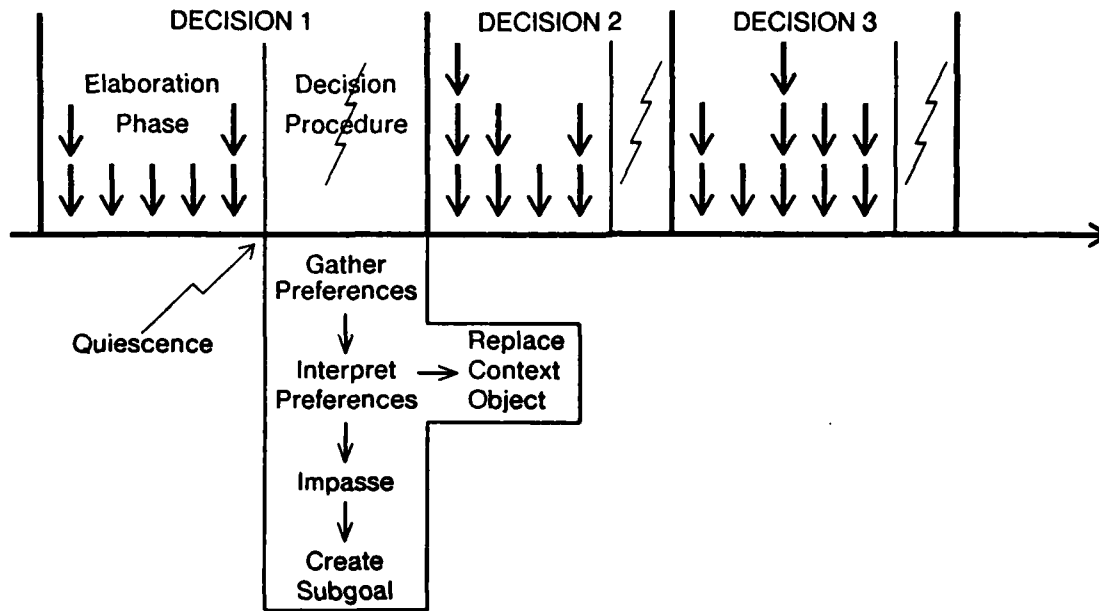 DECISION 1
DECISION 2
DECISION 3
Elaboration
Phase
Decision
Procedure
Quiescence
Gather
Preferences
Interpret
Preferences
Replace
Context
Object
Impasse
Create
Subgoal